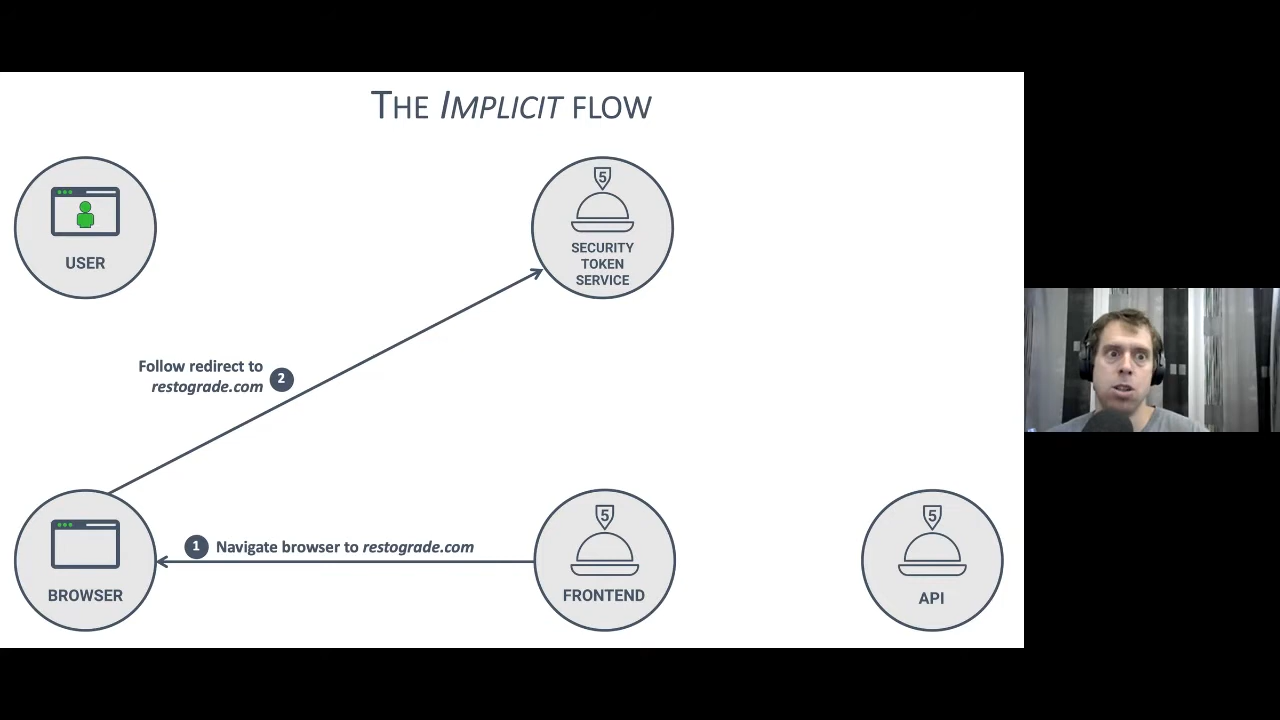 THE IMPLICIT FLOW
5
USER
SECURITY
TOKEN
SERVICE
Follow redirect to
restograde.com
2
1 Navigate browser to restograde.com
5
5
BROWSER
FRONTEND
API